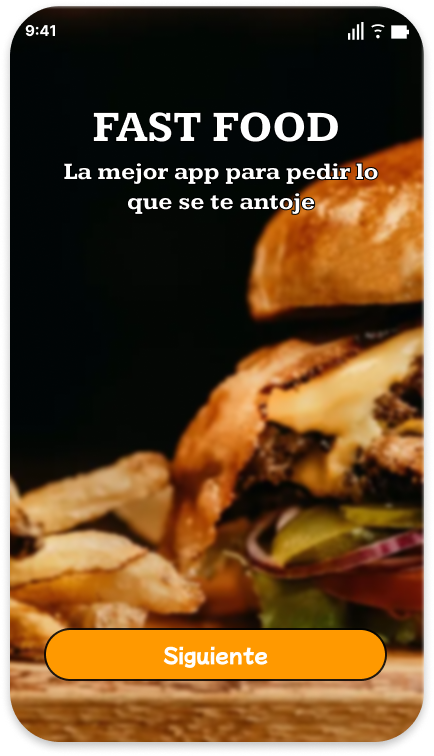 9:41
FAST FOOD
La mejor app para pedir lo
que se te antoje
Siguiente